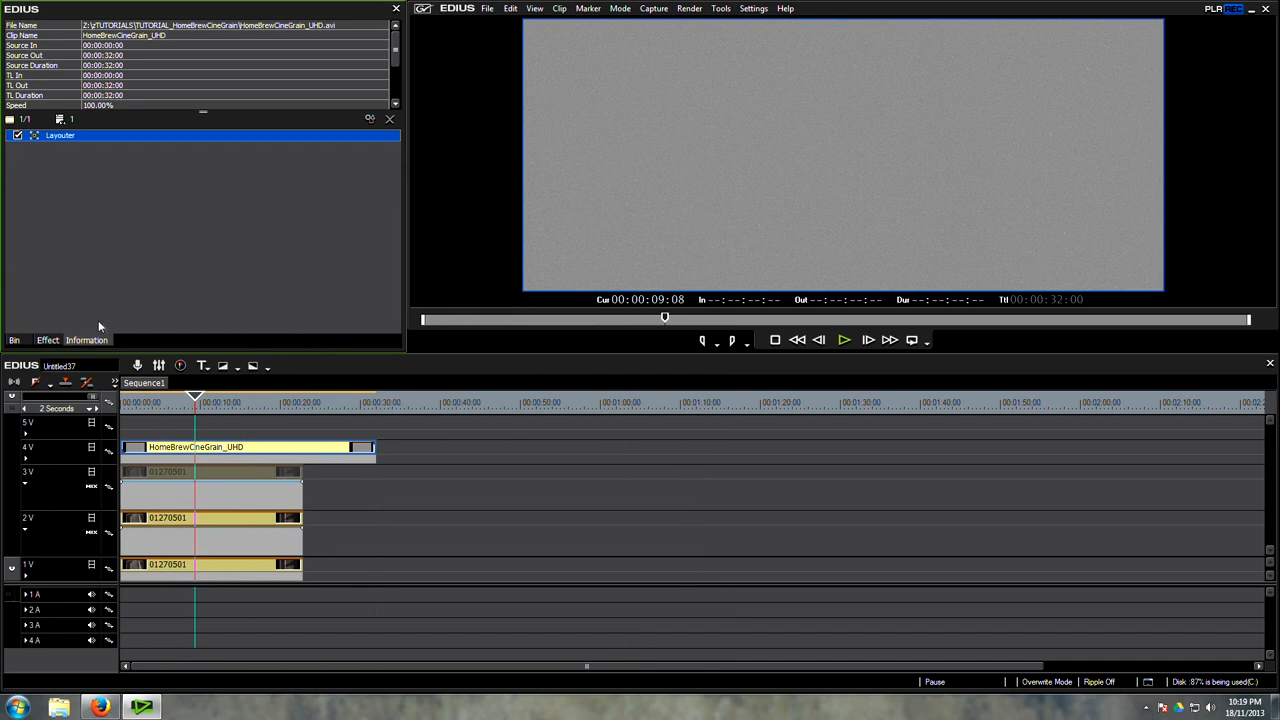 EDIUS
File Edit View Clip Marker Mode Capture Render Tools Settings Help
PLR REC
File Name Z:\zTUTORIALS\TUTORIAL_HomeBrewCineGrain\HomeBrewCineGrain_UHD.avi
Clip Name HomeBrewCineGrain_UHD
Source In 00:00:00:00
Source Out 00:00:32:00
Source Duration 00:00:32:00
TL In 00:00:00:00
TL Out 00:00:32:00
TL Duration 00:00:32:00
Speed 100.00%
1/1 1
Layouter
Cur 00:00:09:08 In --:--:--:-- Out --:--:--:-- Dur --:--:--:-- Ttl 00:00:32:00
Bin Effect Information
EDIUS Untitled37
Sequence1
2 Seconds
00:00:00:00 00:00:10:00 00:00:20:00 00:00:30:00 00:00:40:00 00:00:50:00 00:01:00:00 00:01:10:00 00:01:20:00 00:01:30:00 00:01:40:00 00:01:50:00 00:02:00:00 00:02:
5 V
4 V HomeBrewCineGrain_UHD
3 V 01270501
MIX
2 V 01270501
MIX
1 V 01270501
1 A
2 A
3 A
4 A
Pause Overwrite Mode Ripple Off Disk :87% is being used(C:)
10:19 PM
18/11/2013